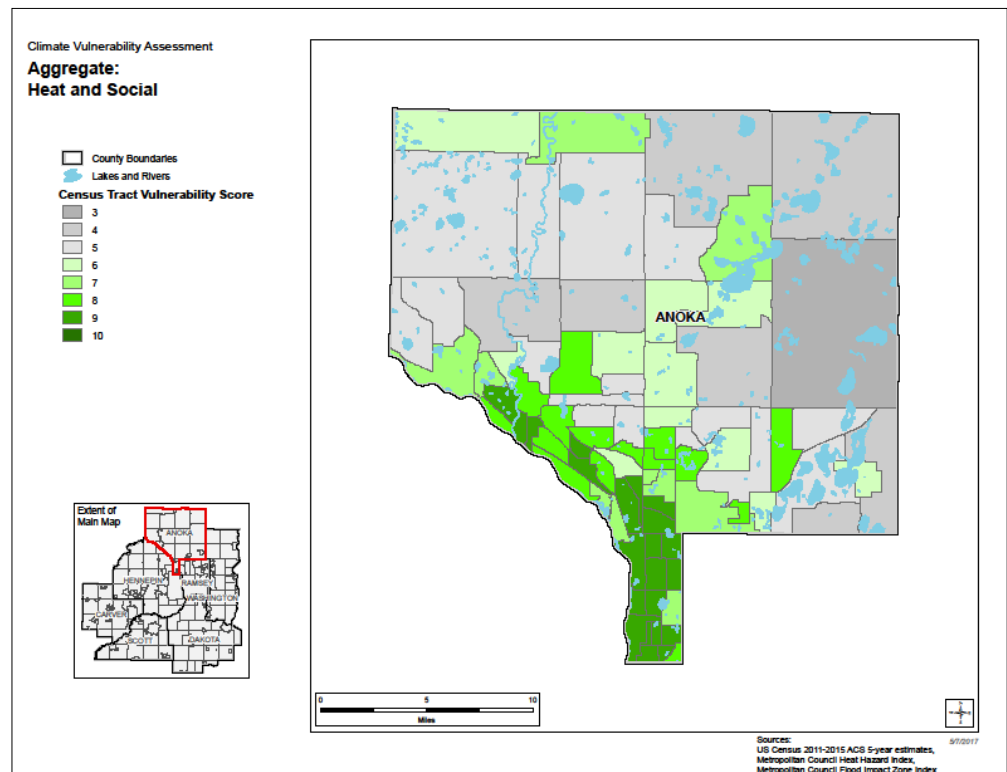 Climate Vulnerability Assessment
Aggregate:
Heat and Social
County Boundaries
Lakes and Rivers
Census Tract Vulnerability Score
3
4
5
6
7
8
9
10
ANOKA
Extent of
Main Map
ANOKA
HENNEPIN
RAMSEY
WASHINGTON
CARVER
SCOTT
DAKOTA
0 5 10
Miles
Sources:
5/7/2017
US Census 2011-2015 ACS 5-year estimates,
Metropolitan Council Heat Hazard Index,
Metropolitan Council Flood Impact Zone Index